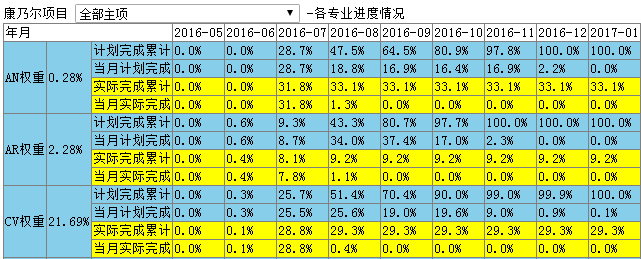 康乃尔项目 全部主项 -各专业进度情况
年月 2016-05 2016-06 2016-07 2016-08 2016-09 2016-10 2016-11 2016-12 2017-01
AN权重 0.28% 计划完成累计 0.0% 0.0% 28.7% 47.5% 64.5% 80.9% 97.8% 100.0% 100.0%
当月计划完成 0.0% 0.0% 28.7% 18.8% 16.9% 16.4% 16.9% 2.2% 0.0%
实际完成累计 0.0% 0.0% 31.8% 33.1% 33.1% 33.1% 33.1% 33.1% 33.1%
当月实际完成 0.0% 0.0% 31.8% 1.3% 0.0% 0.0% 0.0% 0.0% 0.0%
AR权重 2.28% 计划完成累计 0.0% 0.6% 9.3% 43.3% 80.7% 97.7% 100.0% 100.0% 100.0%
当月计划完成 0.0% 0.6% 8.7% 34.0% 37.4% 17.0% 2.3% 0.0% 0.0%
实际完成累计 0.0% 0.4% 8.1% 9.2% 9.2% 9.2% 9.2% 9.2% 9.2%
当月实际完成 0.0% 0.4% 7.8% 1.1% 0.0% 0.0% 0.0% 0.0% 0.0%
CV权重 21.69% 计划完成累计 0.0% 0.3% 25.7% 51.4% 70.4% 90.0% 99.0% 99.9% 100.0%
当月计划完成 0.0% 0.3% 25.5% 25.6% 19.0% 19.6% 9.0% 0.9% 0.1%
实际完成累计 0.0% 0.1% 28.8% 29.3% 29.3% 29.3% 29.3% 29.3% 29.3%
当月实际完成 0.0% 0.1% 28.8% 0.4% 0.0% 0.0% 0.0% 0.0% 0.0%